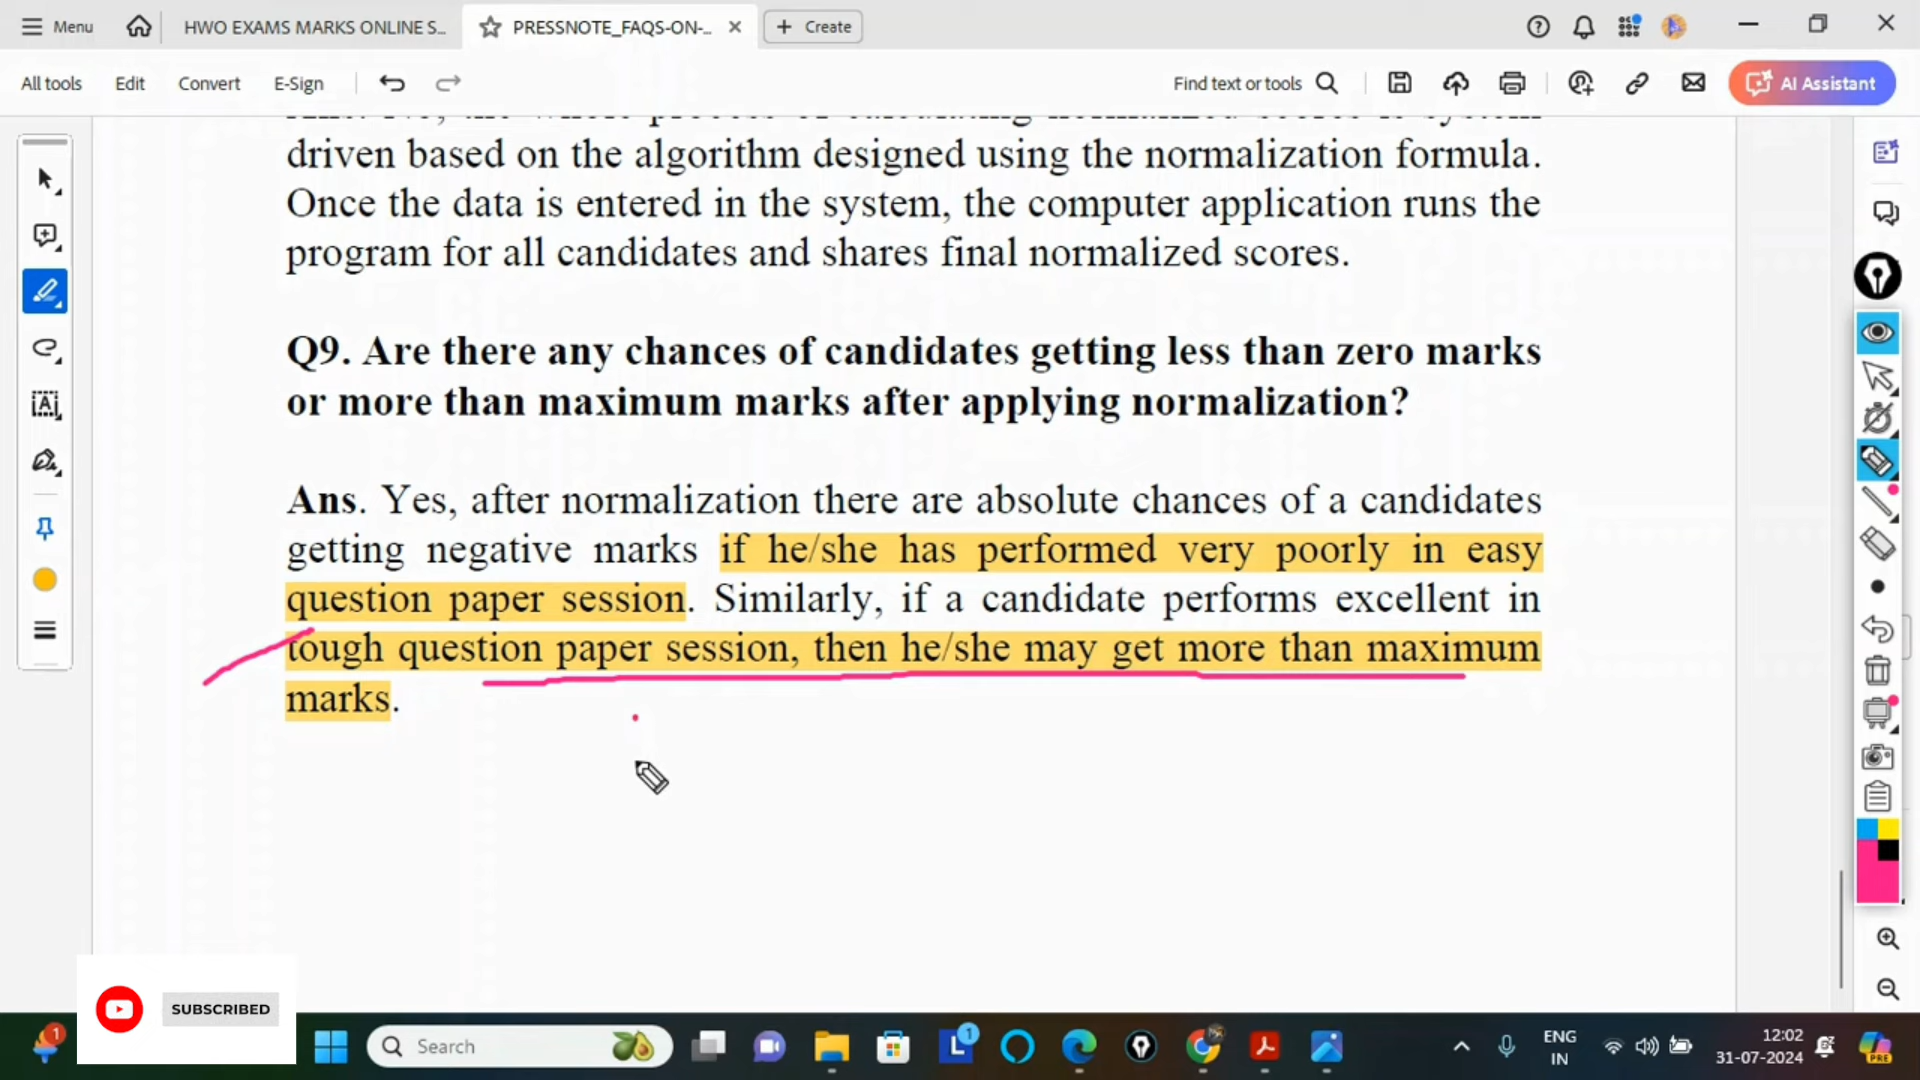 Menu
HWO EXAMS MARKS ONLINE S...
PRESSNOTE_FAQS-ON-...
Create
All tools
Edit
Convert
E-Sign
Find text or tools
AI Assistant
driven based on the algorithm designed using the normalization formula.
Once the data is entered in the system, the computer application runs the
program for all candidates and shares final normalized scores.
Q9. Are there any chances of candidates getting less than zero marks
or more than maximum marks after applying normalization?
Ans. Yes, after normalization there are absolute chances of a candidates
getting negative marks if he/she has performed very poorly in easy
question paper session. Similarly, if a candidate performs excellent in
tough question paper session, then he/she may get more than maximum
marks.
SUBSCRIBED
1
Search
1
ENG
IN
12:02
31-07-2024
PRE